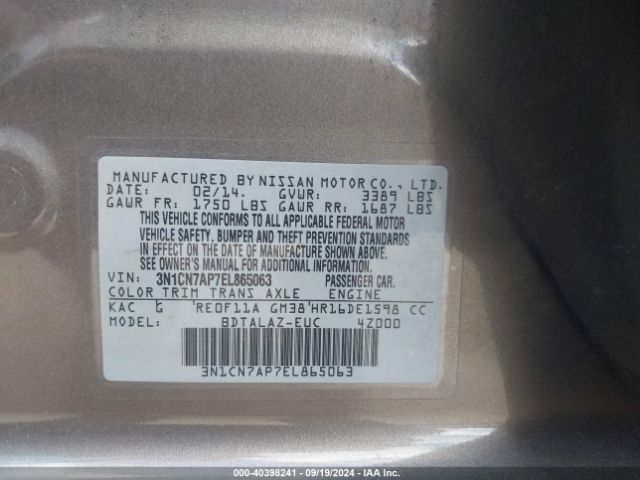 MANUFACTURED BY NISSAN MOTOR CO., LTD.
DATE: 02/14. GVWR: 3389 LBS
GAWR FR: 1750 LBS GAWR RR: 1687 LBS
THIS VEHICLE CONFORMS TO ALL APPLICABLE FEDERAL MOTOR
VEHICLE SAFETY, BUMPER AND THEFT PREVENTION STANDARDS
IN EFFECT ON THE DATE OF MANUFACTURE SHOWN ABOVE.
SEE OWNER'S MANUAL FOR ADDITIONAL INFORMATION.
VIN: 3N1CN7AP7EL865063 PASSENGER CAR.
COLOR TRIM TRANS AXLE ENGINE
KAC G 'RE0F11A GM38'HR16DE1598 CC
MODEL: BDTALAZ-EUC 4Z000
3N1CN7AP7EL865063
000-40398241 - 09/19/2024 - IAA Inc.